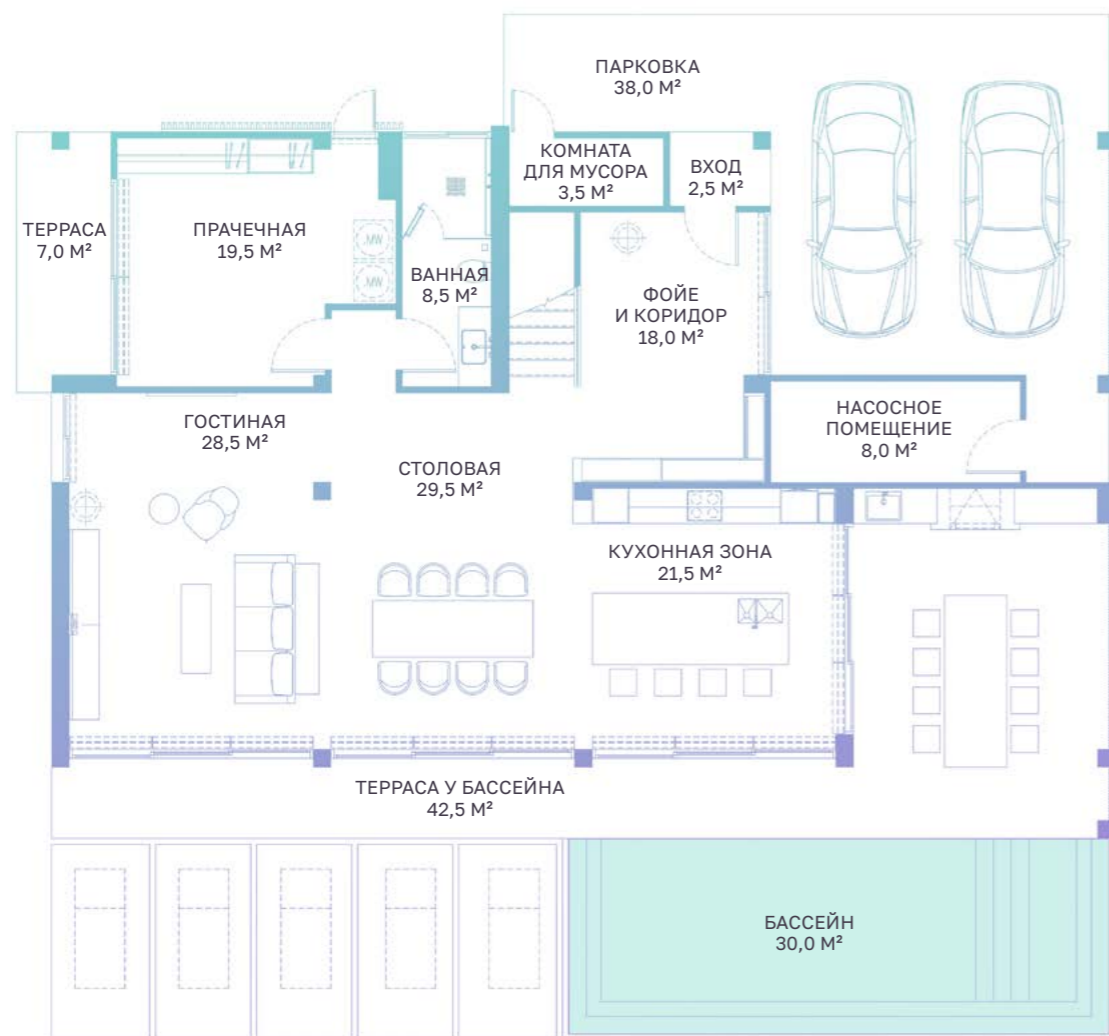 ПАРКОВКА
38,0 М²
КОМНАТА
ДЛЯ МУСОРА
3,5 М²
ВХОД
2,5 М²
ТЕРРАСА
7,0 М²
ПРАЧЕЧНАЯ
19,5 М²
MW
MW
ВАННАЯ
8,5 М²
ФОЙЕ
И КОРИДОР
18,0 М²
ГОСТИНАЯ
28,5 М²
СТОЛОВАЯ
29,5 М²
НАСОСНОЕ
ПОМЕЩЕНИЕ
8,0 М²
КУХОННАЯ ЗОНА
21,5 М²
ТЕРРАСА У БАССЕЙНА
42,5 М²
БАССЕЙН
30,0 М²